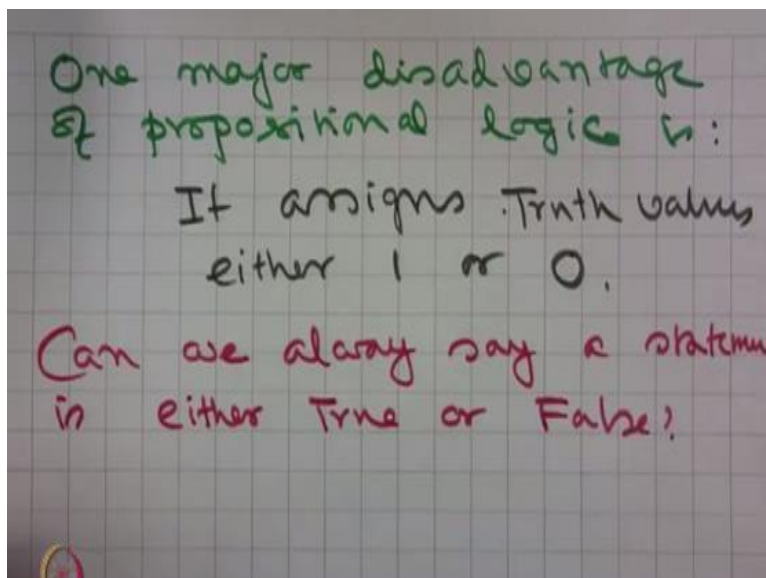 One major disadvantage
of propositional logic is:
It assigns Truth values
either 1 or 0.
Can we alway say a statemen
in either True or False?